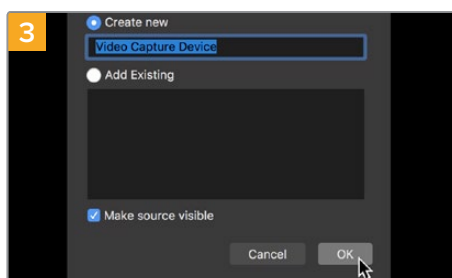 3
Create new
Video Capture Device
Add Existing
Make source visible
Cancel OK